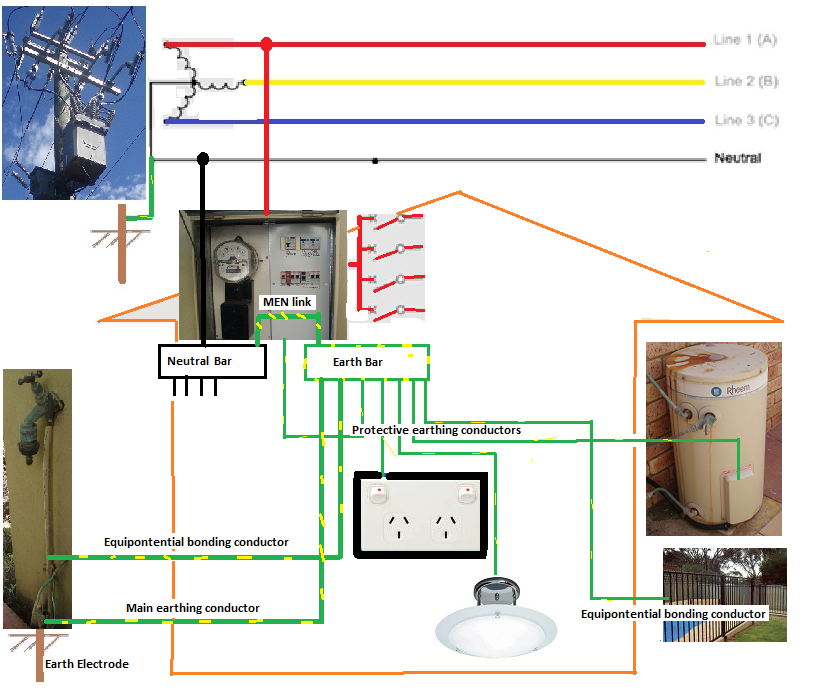 Line 1 (A)
Line 2 (B)
Line 3 (C)
Neutral
MEN link
Neutral Bar
Earth Bar
Rheem
Protective earthing conductors
Equipontential bonding conductor
Main earthing conductor
Equipontential bonding conductor
Earth Electrode